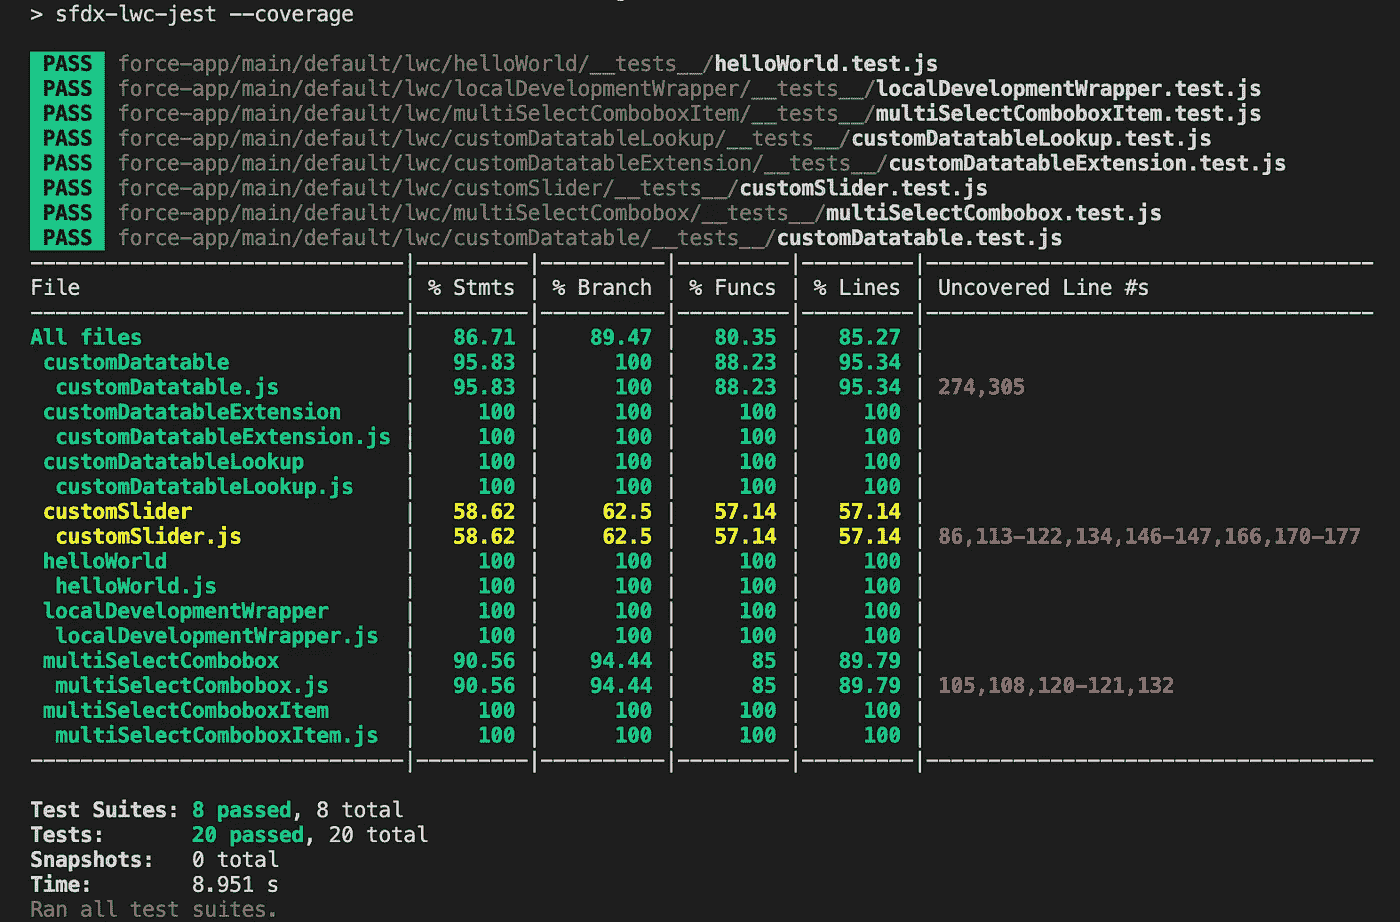 > sfdx-lwc-jest --coverage
PASS force-app/main/default/lwc/helloWorld/__tests__/helloWorld.test.js
PASS force-app/main/default/lwc/localDevelopmentWrapper/__tests__/localDevelopmentWrapper.test.js
PASS force-app/main/default/lwc/multiSelectComboboxItem/__tests__/multiSelectComboboxItem.test.js
PASS force-app/main/default/lwc/customDatatableLookup/__tests__/customDatatableLookup.test.js
PASS force-app/main/default/lwc/customDatatableExtension/__tests__/customDatatableExtension.test.js
PASS force-app/main/default/lwc/customSlider/__tests__/customSlider.test.js
PASS force-app/main/default/lwc/multiSelectCombobox/__tests__/multiSelectCombobox.test.js
PASS force-app/main/default/lwc/customDatatable/__tests__/customDatatable.test.js
------------------------------|---------|----------|---------|---------|------------------------------------
File | % Stmts | % Branch | % Funcs | % Lines | Uncovered Line #s
------------------------------|---------|----------|---------|---------|------------------------------------
All files | 86.71 | 89.47 | 80.35 | 85.27 |
customDatatable | 95.83 | 100 | 88.23 | 95.34 |
customDatatable.js | 95.83 | 100 | 88.23 | 95.34 | 274,305
customDatatableExtension | 100 | 100 | 100 | 100 |
customDatatableExtension.js | 100 | 100 | 100 | 100 |
customDatatableLookup | 100 | 100 | 100 | 100 |
customDatatableLookup.js | 100 | 100 | 100 | 100 |
customSlider | 58.62 | 62.5 | 57.14 | 57.14 |
customSlider.js | 58.62 | 62.5 | 57.14 | 57.14 | 86,113-122,134,146-147,166,170-177
helloWorld | 100 | 100 | 100 | 100 |
helloWorld.js | 100 | 100 | 100 | 100 |
localDevelopmentWrapper | 100 | 100 | 100 | 100 |
localDevelopmentWrapper.js | 100 | 100 | 100 | 100 |
multiSelectCombobox | 90.56 | 94.44 | 85 | 89.79 |
multiSelectCombobox.js | 90.56 | 94.44 | 85 | 89.79 | 105,108,120-121,132
multiSelectComboboxItem | 100 | 100 | 100 | 100 |
multiSelectComboboxItem.js | 100 | 100 | 100 | 100 |
------------------------------|---------|----------|---------|---------|------------------------------------
Test Suites: 8 passed, 8 total
Tests: 20 passed, 20 total
Snapshots: 0 total
Time: 8.951 s
Ran all test suites.